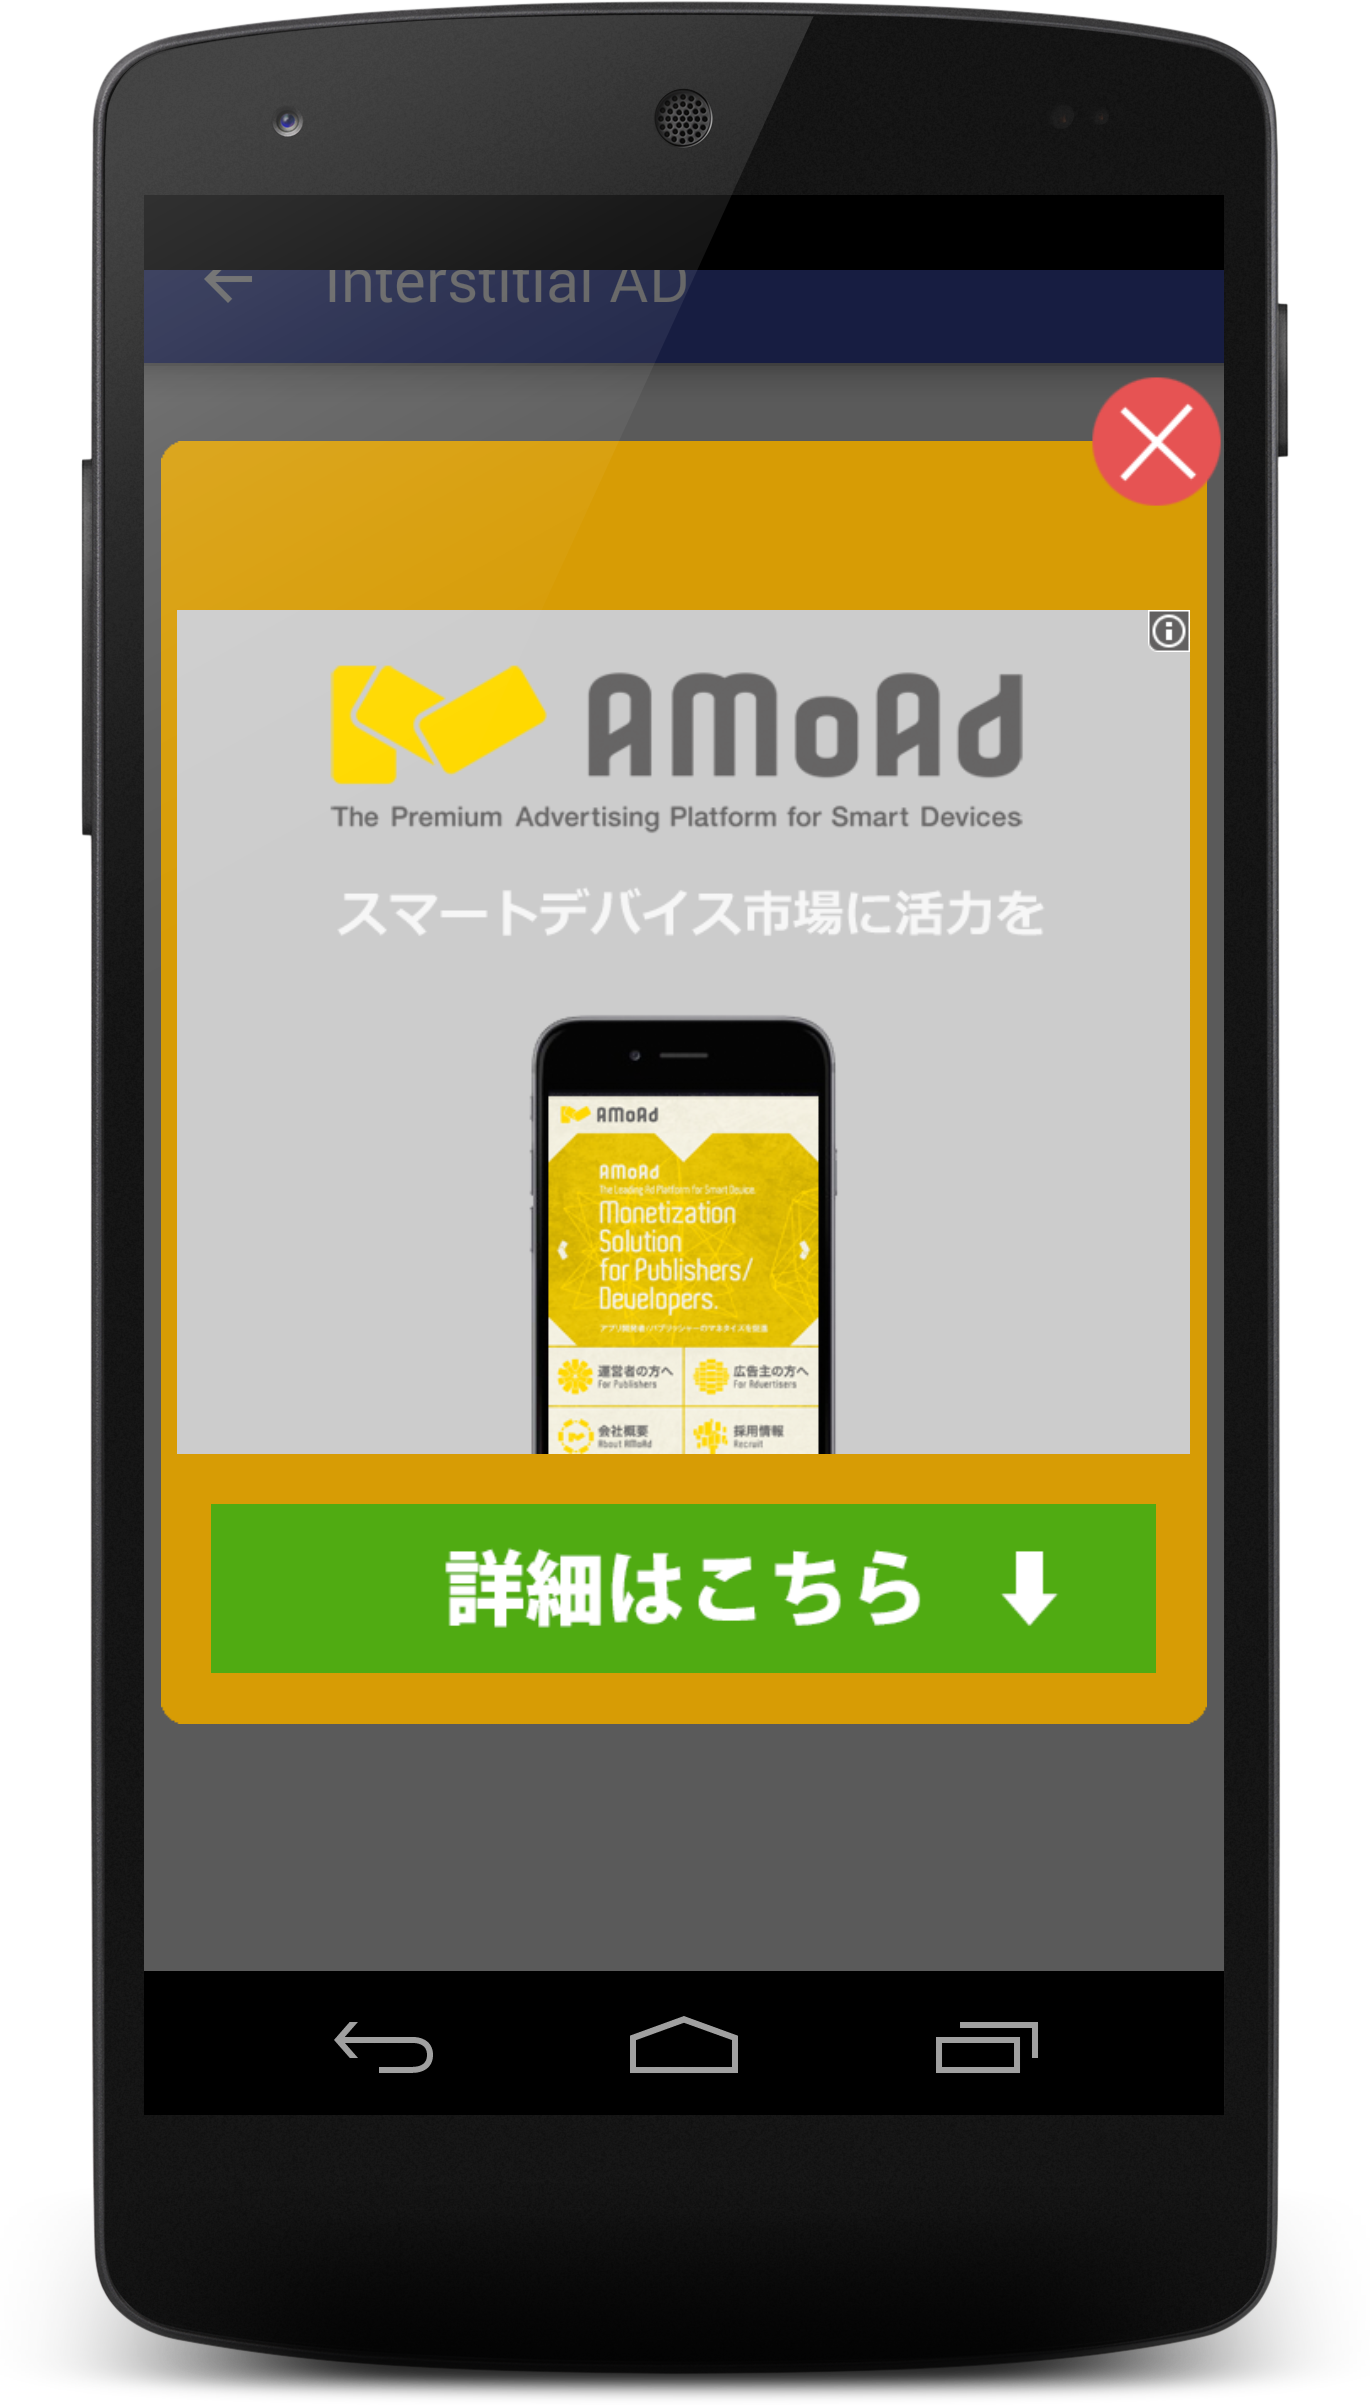 Interstitial AD
AMoAd
The Premium Advertising Platform for Smart Devices
スマートデバイス市場に活力を
AMoAd
AMoAd
The Leading Ad Platform for Smart Device
Monetization
Solution
for Publishers/
Developers.
運営者の方へ
For Publishers
広告主の方へ
For Advertisers
会社概要
About AMoAd
採用情報
Recruit
詳細はこちら